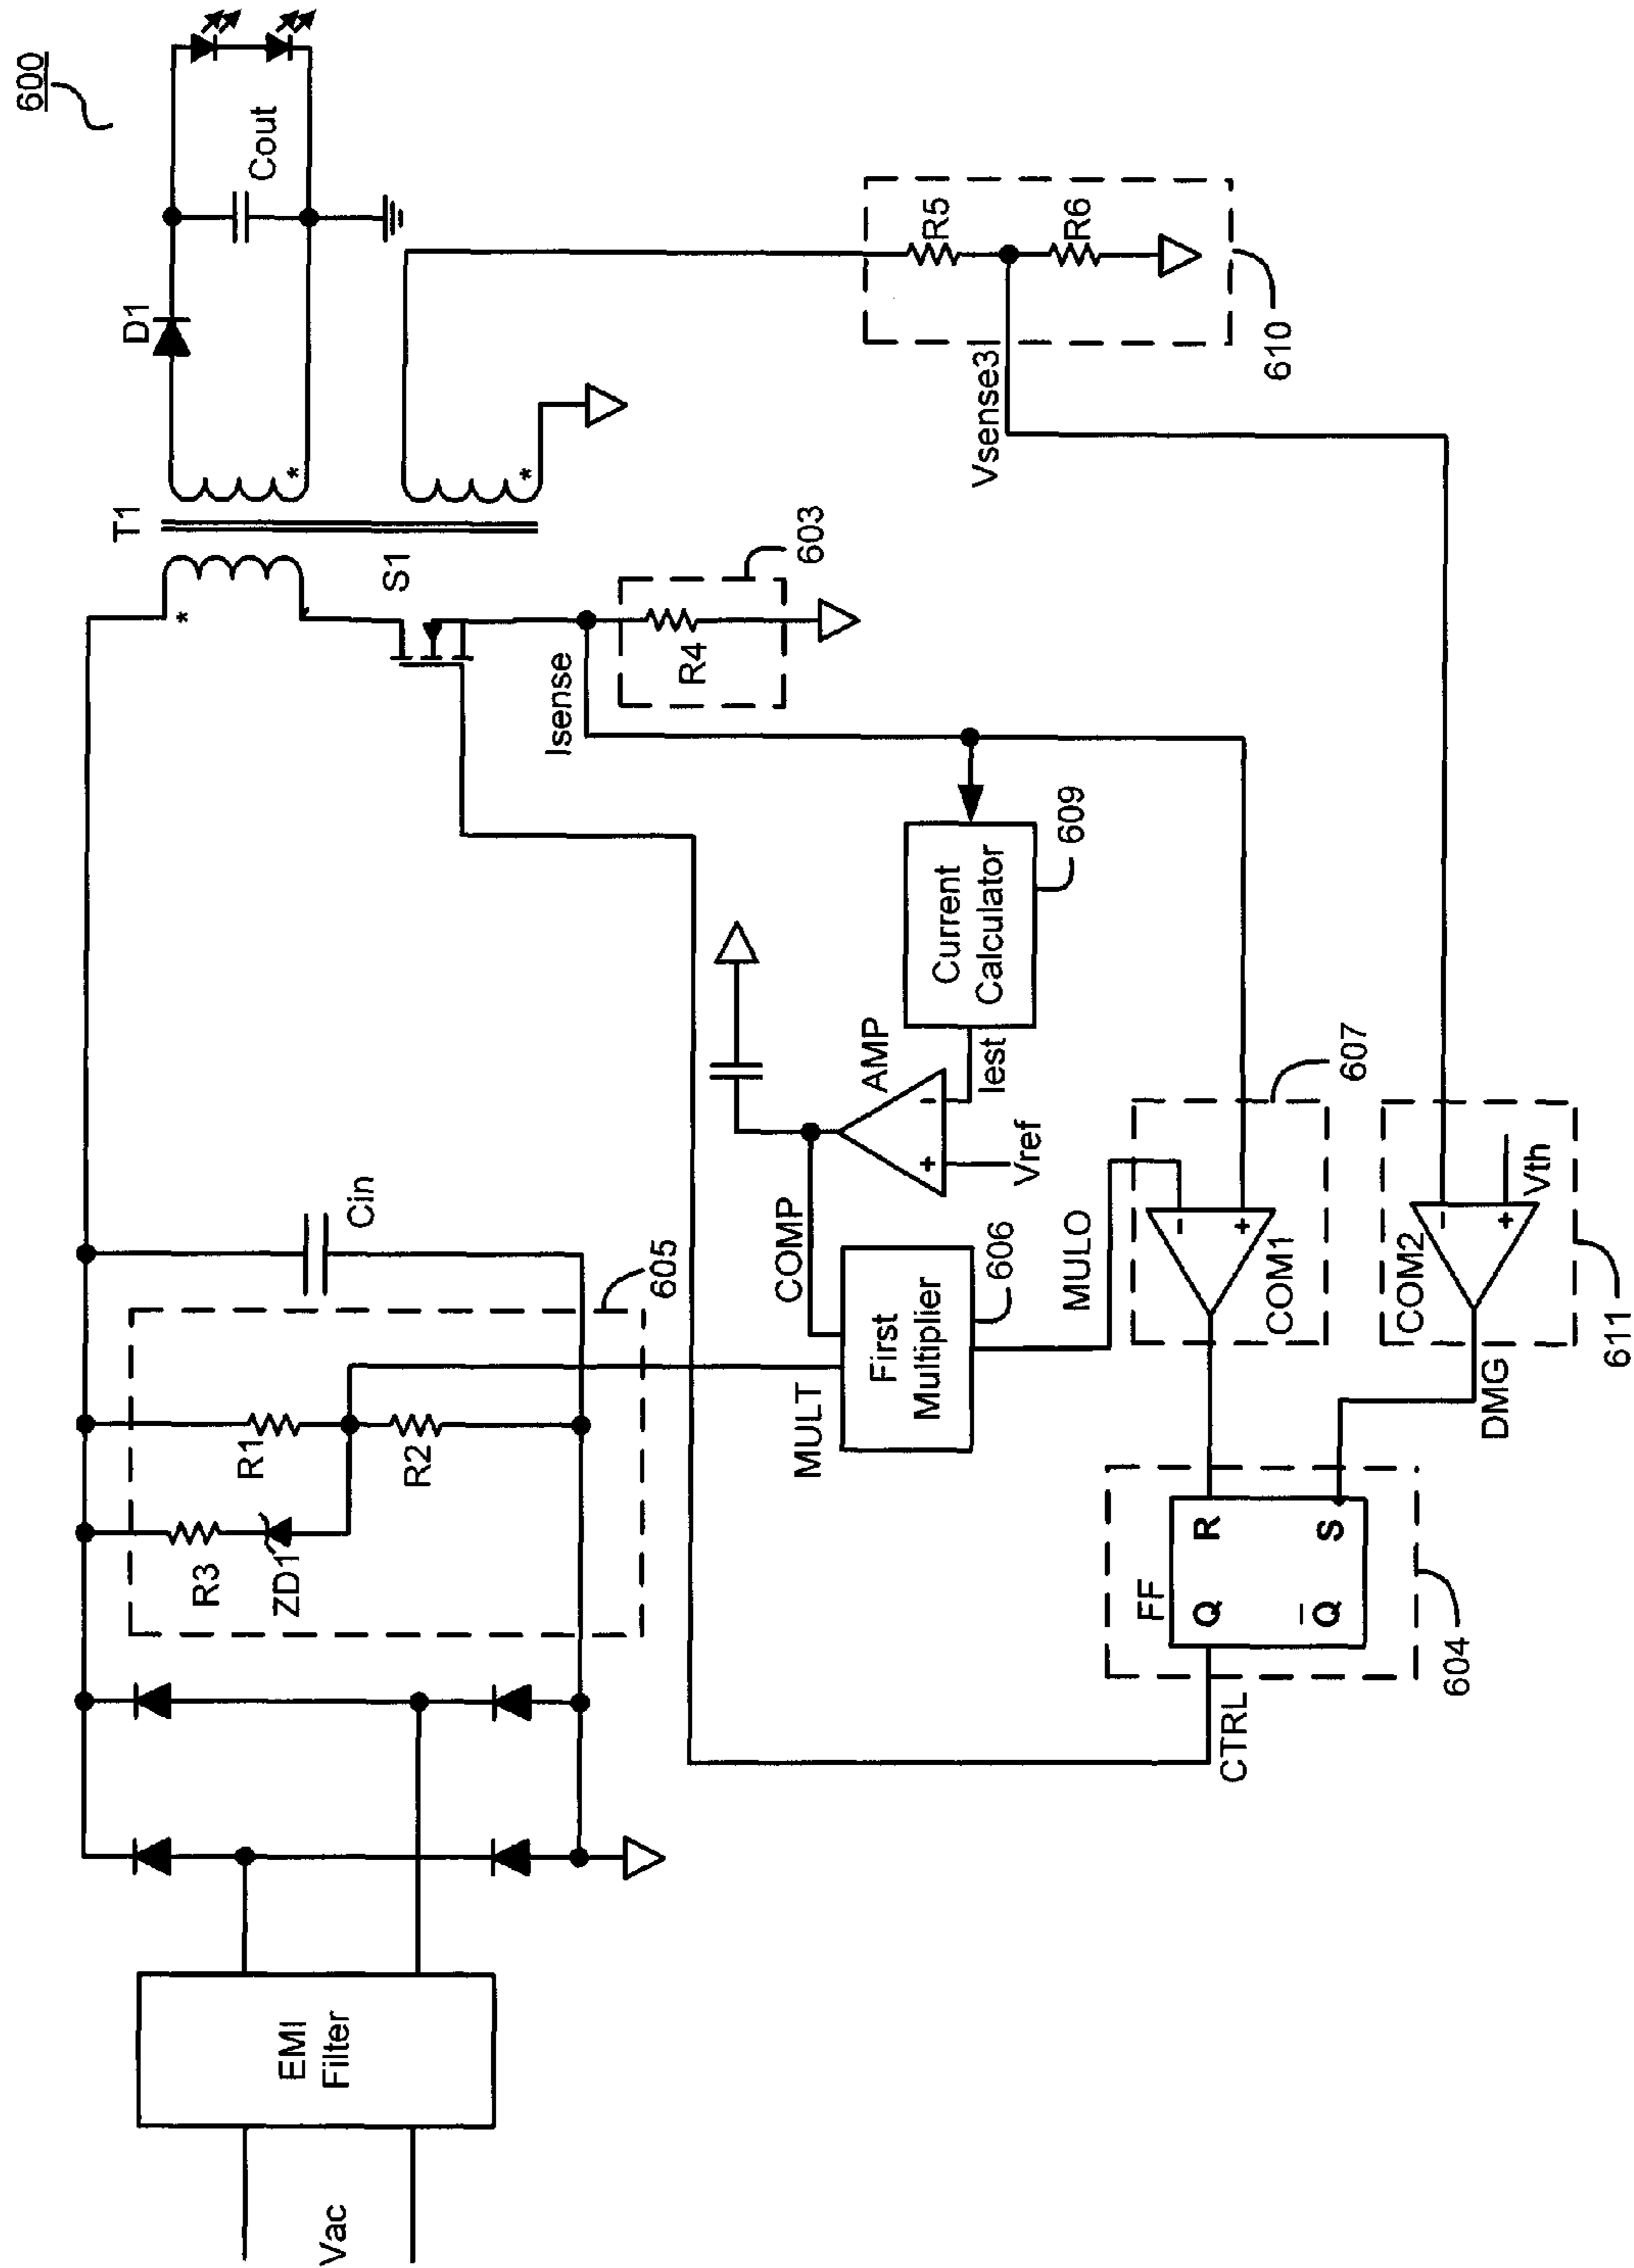 600
T1
D1
Cout
Vac
EMI
Filter
R3
ZD1
R1
R2
605
Cin
S1
Isense
R4
603
MULT
COMP
First
Multiplier
606
AMP
Vref
Iest
Current
Calculator
609
Vsense3
R5
R6
610
MULO
COM1
607
COM2
Vth
611
DMG
CTRL
FF
Q
R
Q
S
604
*
*
*
+
-
-
+
-
+